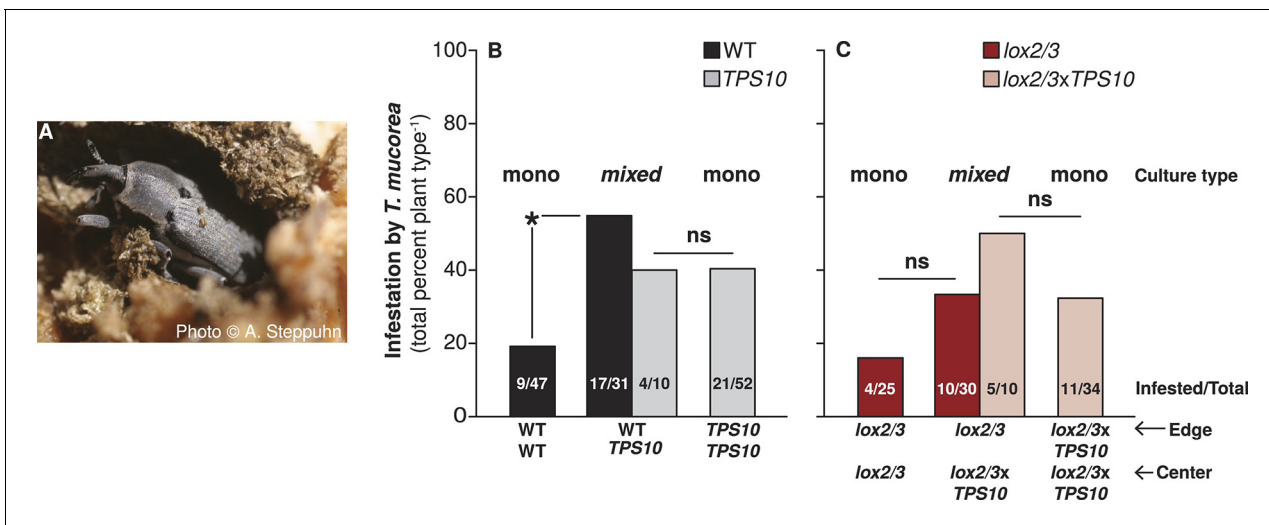 A
Photo © A. Steppuhn
Infestation by T. mucorea
(total percent plant type-1)
100
80
60
40
20
0
B
WT
TPS10
mono
mixed
mono
*
ns
9/47
17/31
4/10
21/52
WT
WT
WT
TPS10
TPS10
TPS10
C
lox2/3
lox2/3xTPS10
mono
mixed
mono
Culture type
ns
ns
4/25
10/30
5/10
11/34
Infested/Total
lox2/3
lox2/3
lox2/3x
TPS10
← Edge
lox2/3
lox2/3x
TPS10
lox2/3x
TPS10
← Center